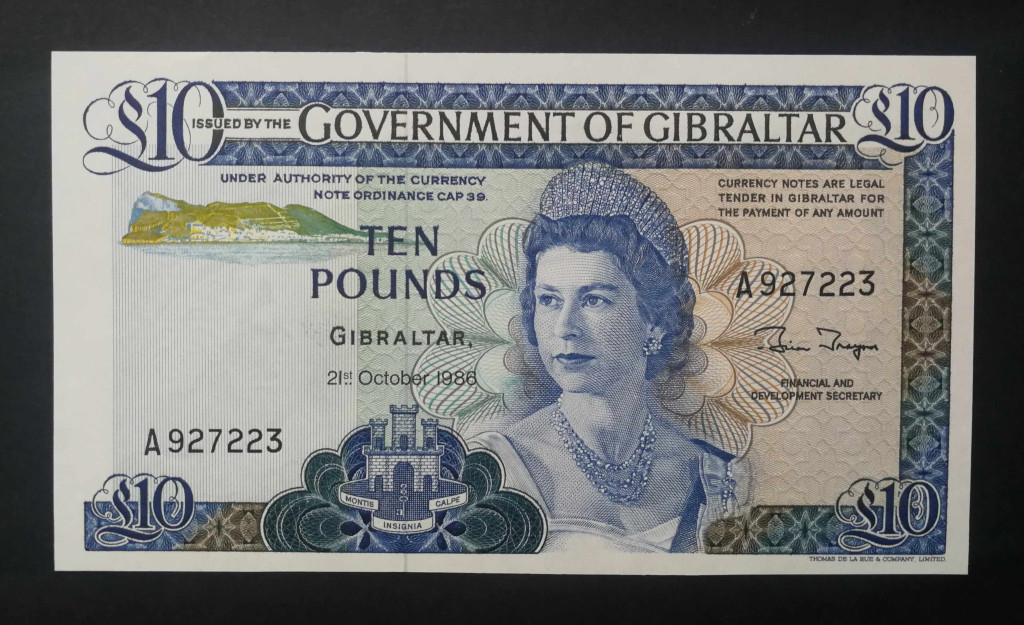 £10 ISSUED BY THE GOVERNMENT OF GIBRALTAR £10
UNDER AUTHORITY OF THE CURRENCY
NOTE ORDINANCE CAP 39.
CURRENCY NOTES ARE LEGAL
TENDER IN GIBRALTAR FOR
THE PAYMENT OF ANY AMOUNT
TEN
POUNDS
A927223
GIBRALTAR,
21st October 1986
FINANCIAL AND
DEVELOPMENT SECRETARY
A927223
MONTIS CALPE
INSIGNIA
£10 £10
THOMAS DE LA RUE & COMPANY, LIMITED.